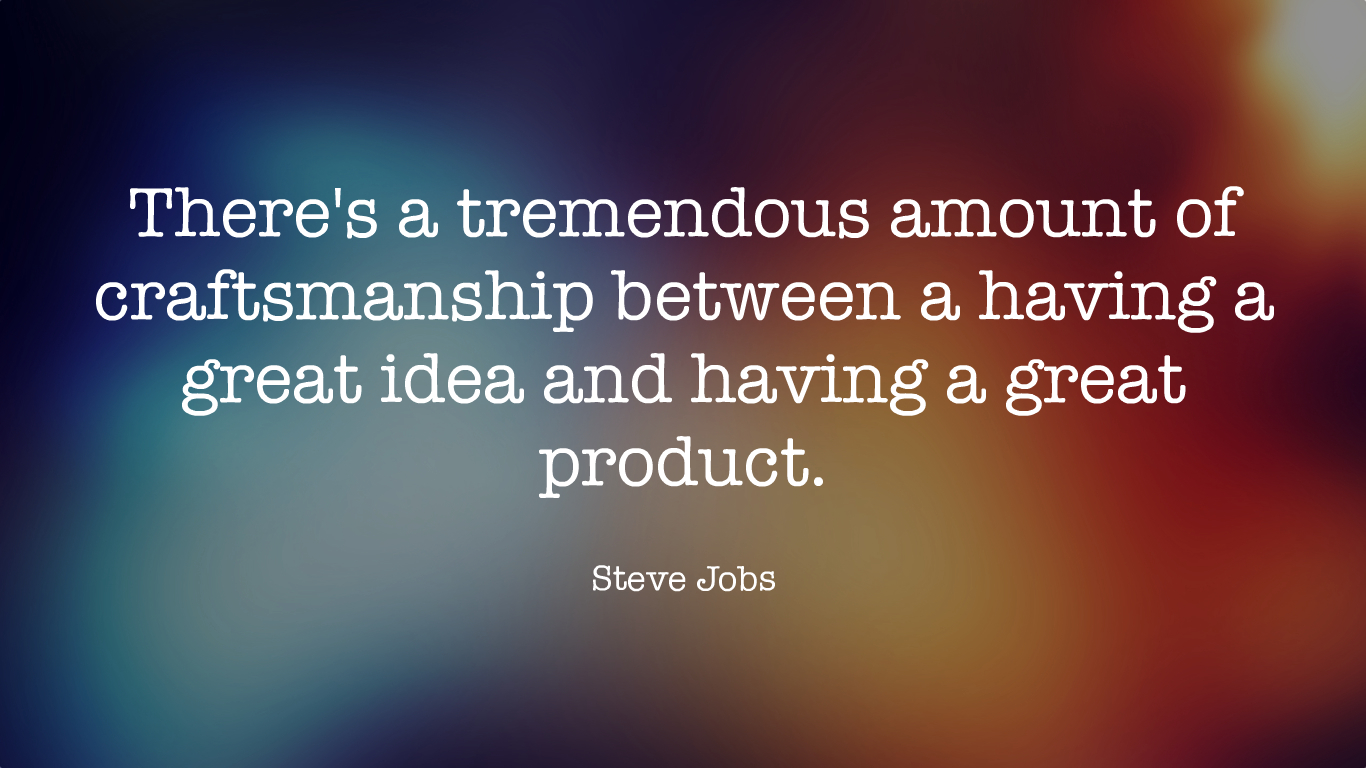 There's a tremendous amount of
craftsmanship between a having a
great idea and having a great
product.
Steve Jobs